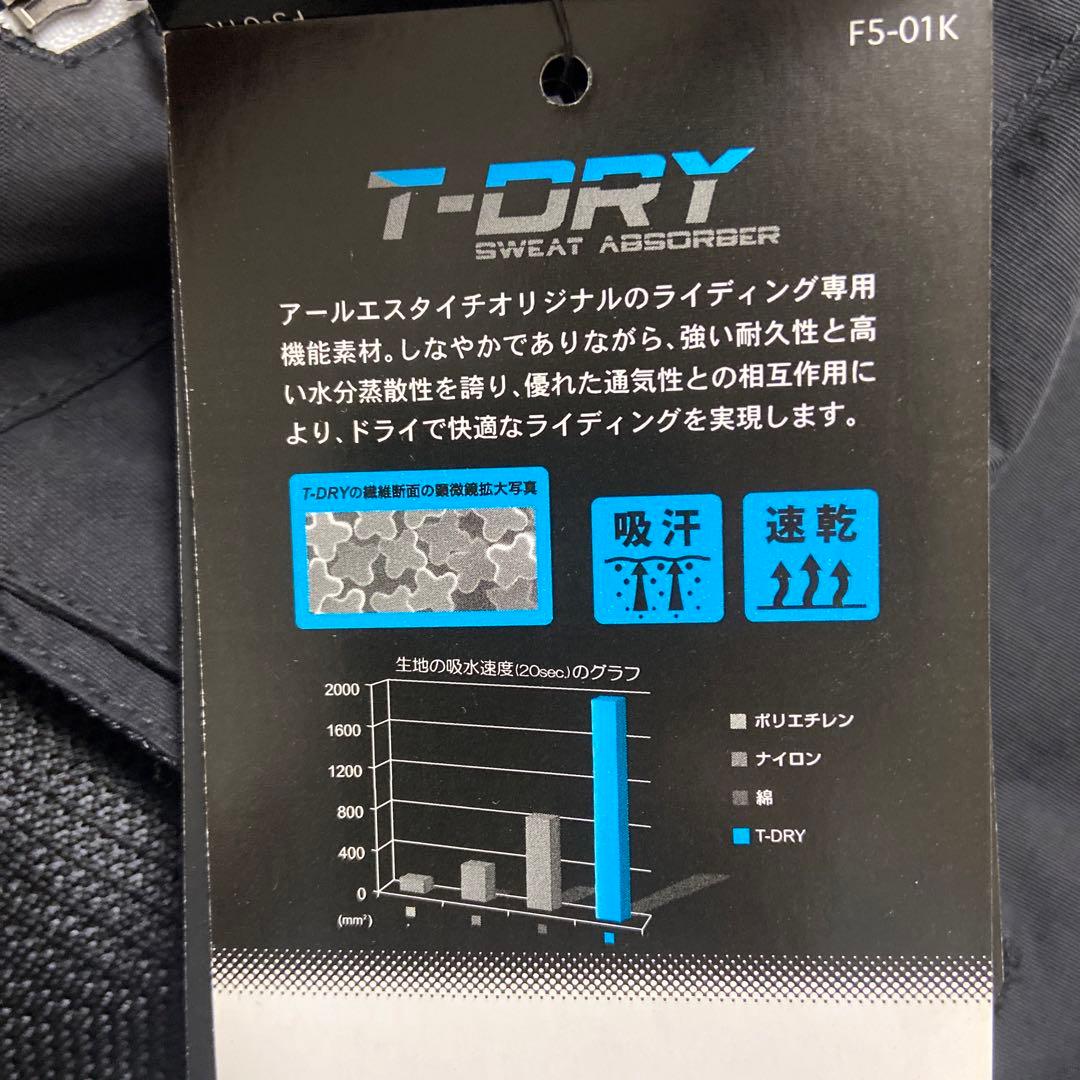 F5-01K
T-DRY
SWEAT ABSORBER
アールエスタイチオリジナルのライディング専用
機能素材。しなやかでありながら、強い耐久性と高
い水分蒸散性を誇り、優れた通気性との相互作用に
より、ドライで快適なライディングを実現します。
T-DRYの繊維断面の顕微鏡拡大写真
吸汗
速乾
生地の吸水速度(20sec.)のグラフ
2000
1600
1200
800
400
0
(mm²)
ポリエチレン
ナイロン
綿
T-DRY